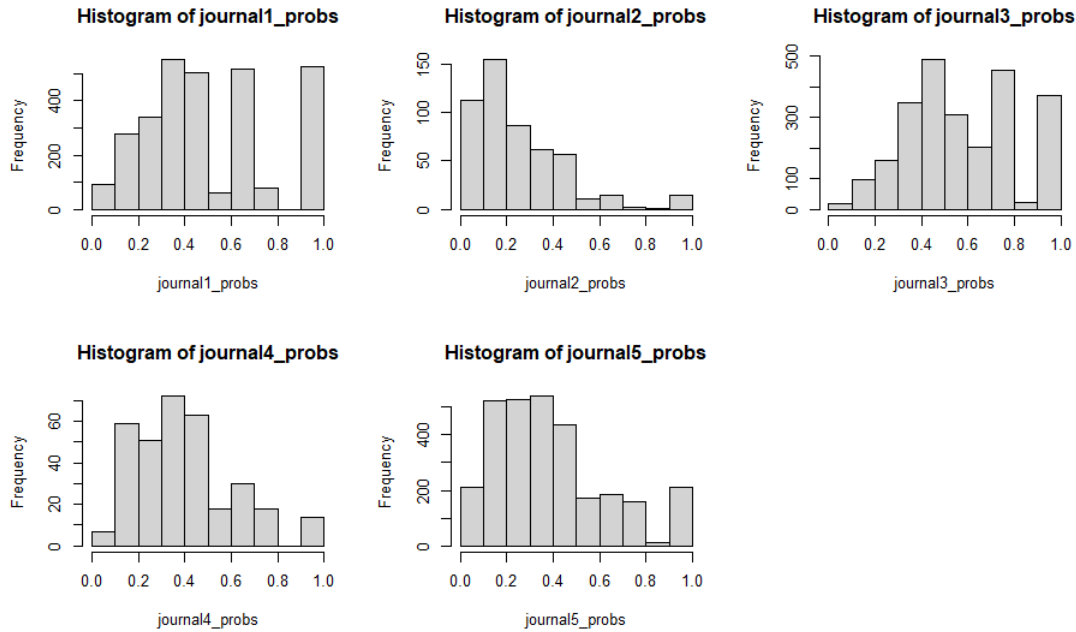 Histogram of journal1_probs
Frequency
0 200 400
0.0 0.2 0.4 0.6 0.8 1.0
journal1_probs
Histogram of journal2_probs
Frequency
0 50 100 150
0.0 0.2 0.4 0.6 0.8 1.0
journal2_probs
Histogram of journal3_probs
Frequency
100 300 500
0.0 0.2 0.4 0.6 0.8 1.0
journal3_probs
Histogram of journal4_probs
Frequency
0 20 40 60
0.0 0.2 0.4 0.6 0.8 1.0
journal4_probs
Histogram of journal5_probs
Frequency
0 200 400
0.0 0.2 0.4 0.6 0.8 1.0
journal5_probs